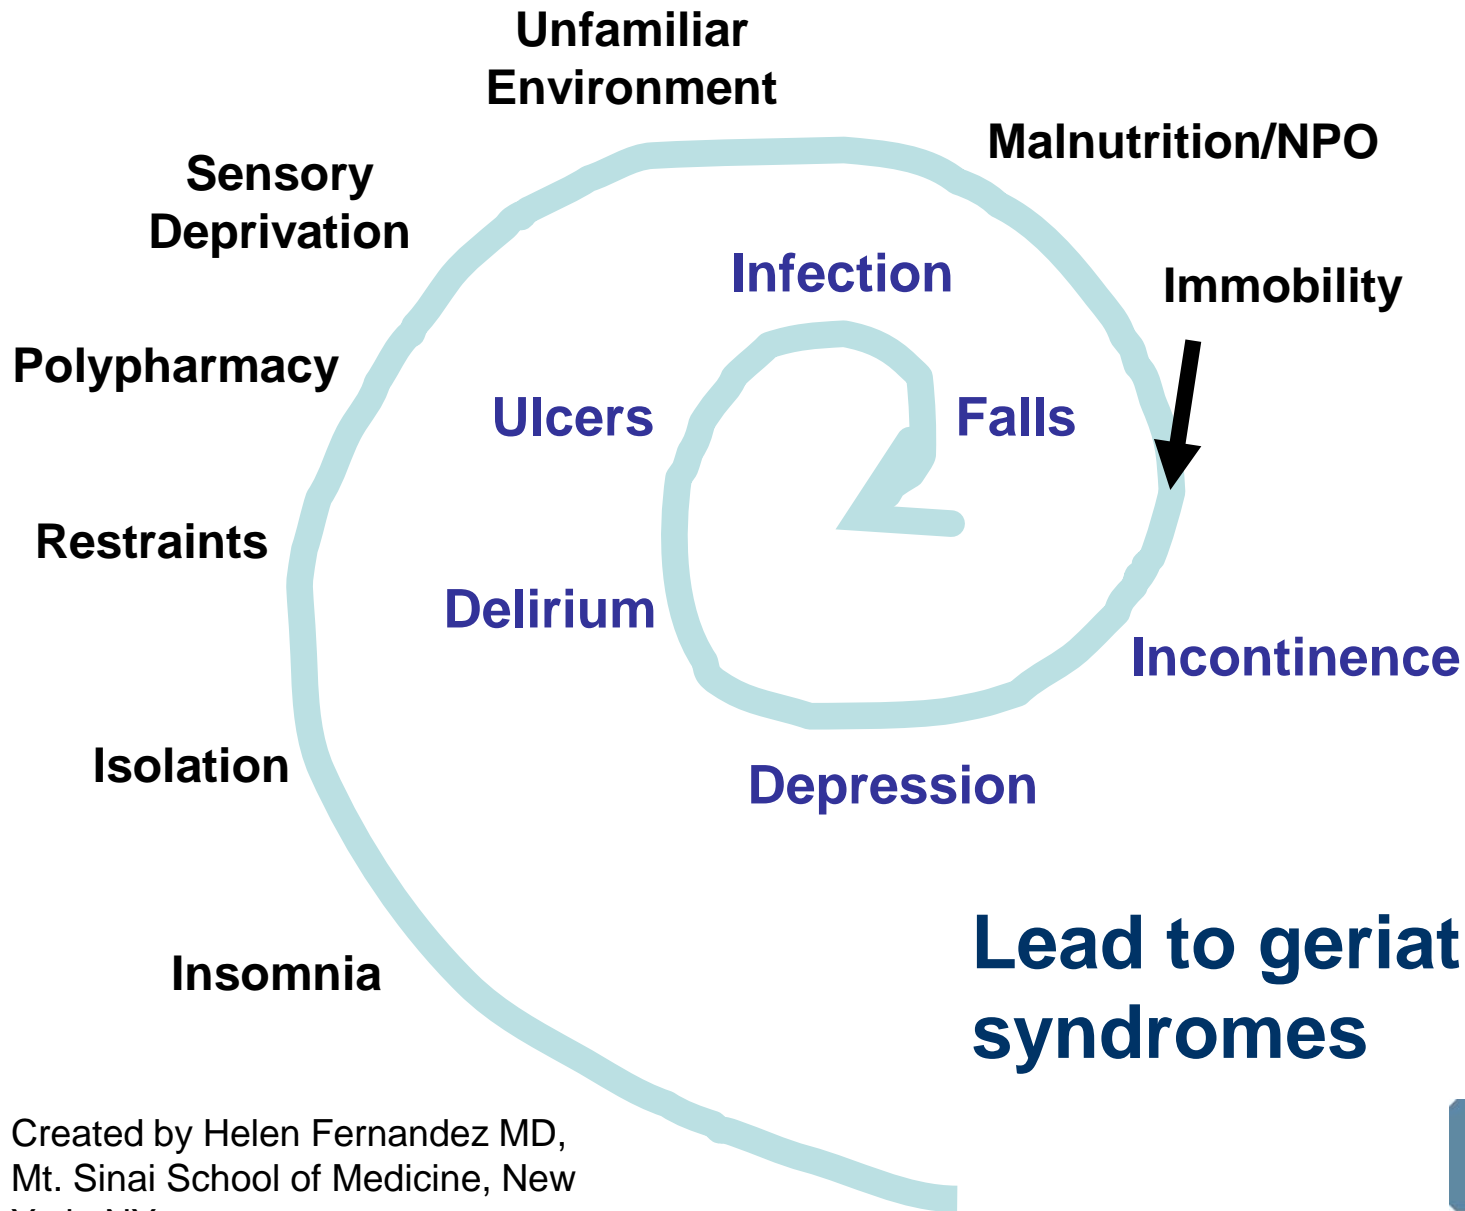 Unfamiliar
Environment
Malnutrition/NPO
Sensory
Deprivation
Infection
Immobility
Polypharmacy
Ulcers
Falls
Restraints
Delirium
Incontinence
Isolation
Depression
Insomnia
Lead to geriat
syndromes
Created by Helen Fernandez MD,
Mt. Sinai School of Medicine, New